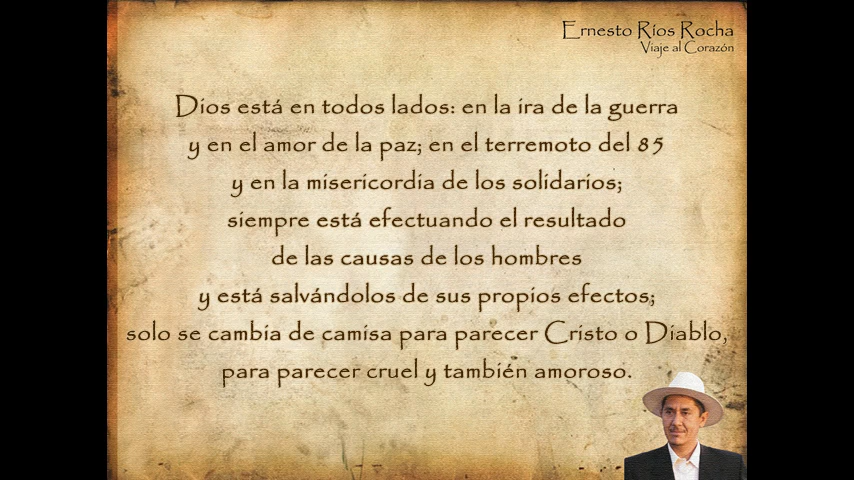 Ernesto Ríos Rocha
Viaje al Corazón
Dios está en todos lados: en la ira de la guerra
y en el amor de la paz; en el terremoto del 85
y en la misericordia de los solidarios;
siempre está efectuando el resultado
de las causas de los hombres
y está salvándolos de sus propios efectos;
solo se cambia de camisa para parecer Cristo o Diablo,
para parecer cruel y también amoroso.